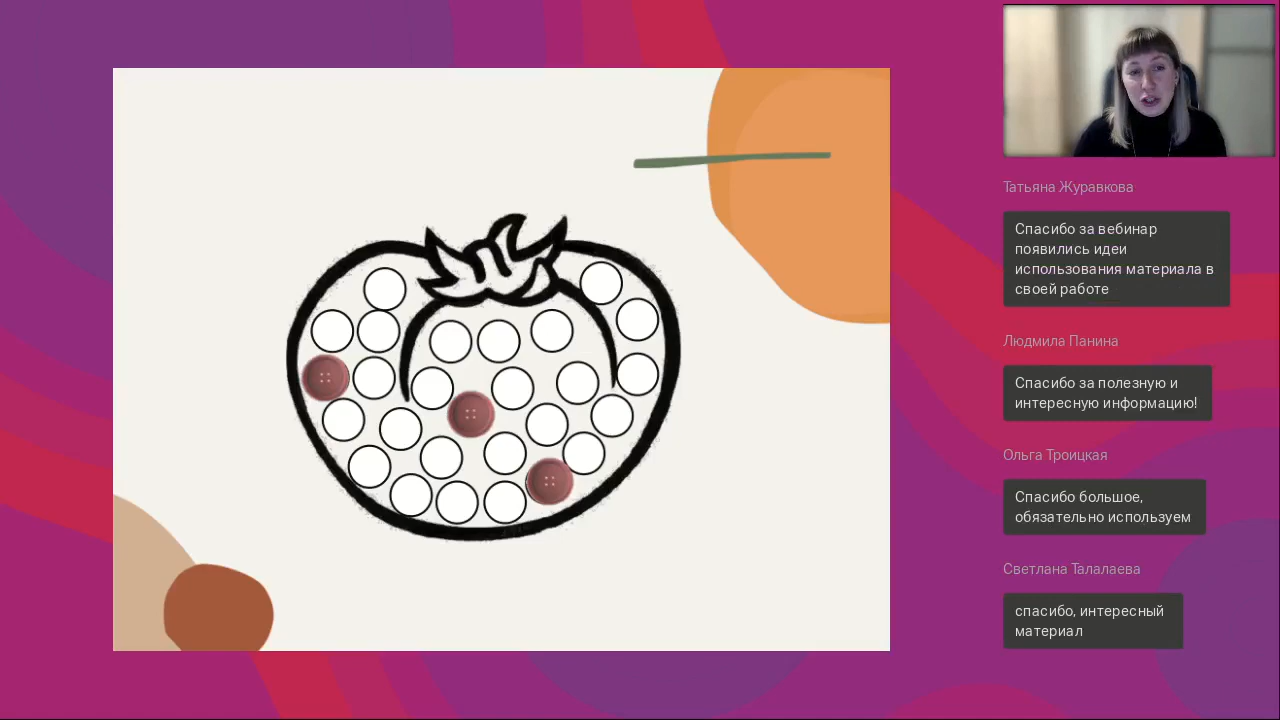 Татьяна Журавкова
Спасибо за вебинар
появились идеи
использования материала в
своей работе
Людмила Панина
Спасибо за полезную и
интересную информацию!
Ольга Троицкая
Спасибо большое,
обязательно используем
Светлана Талалаева
спасибо, интересный
материал